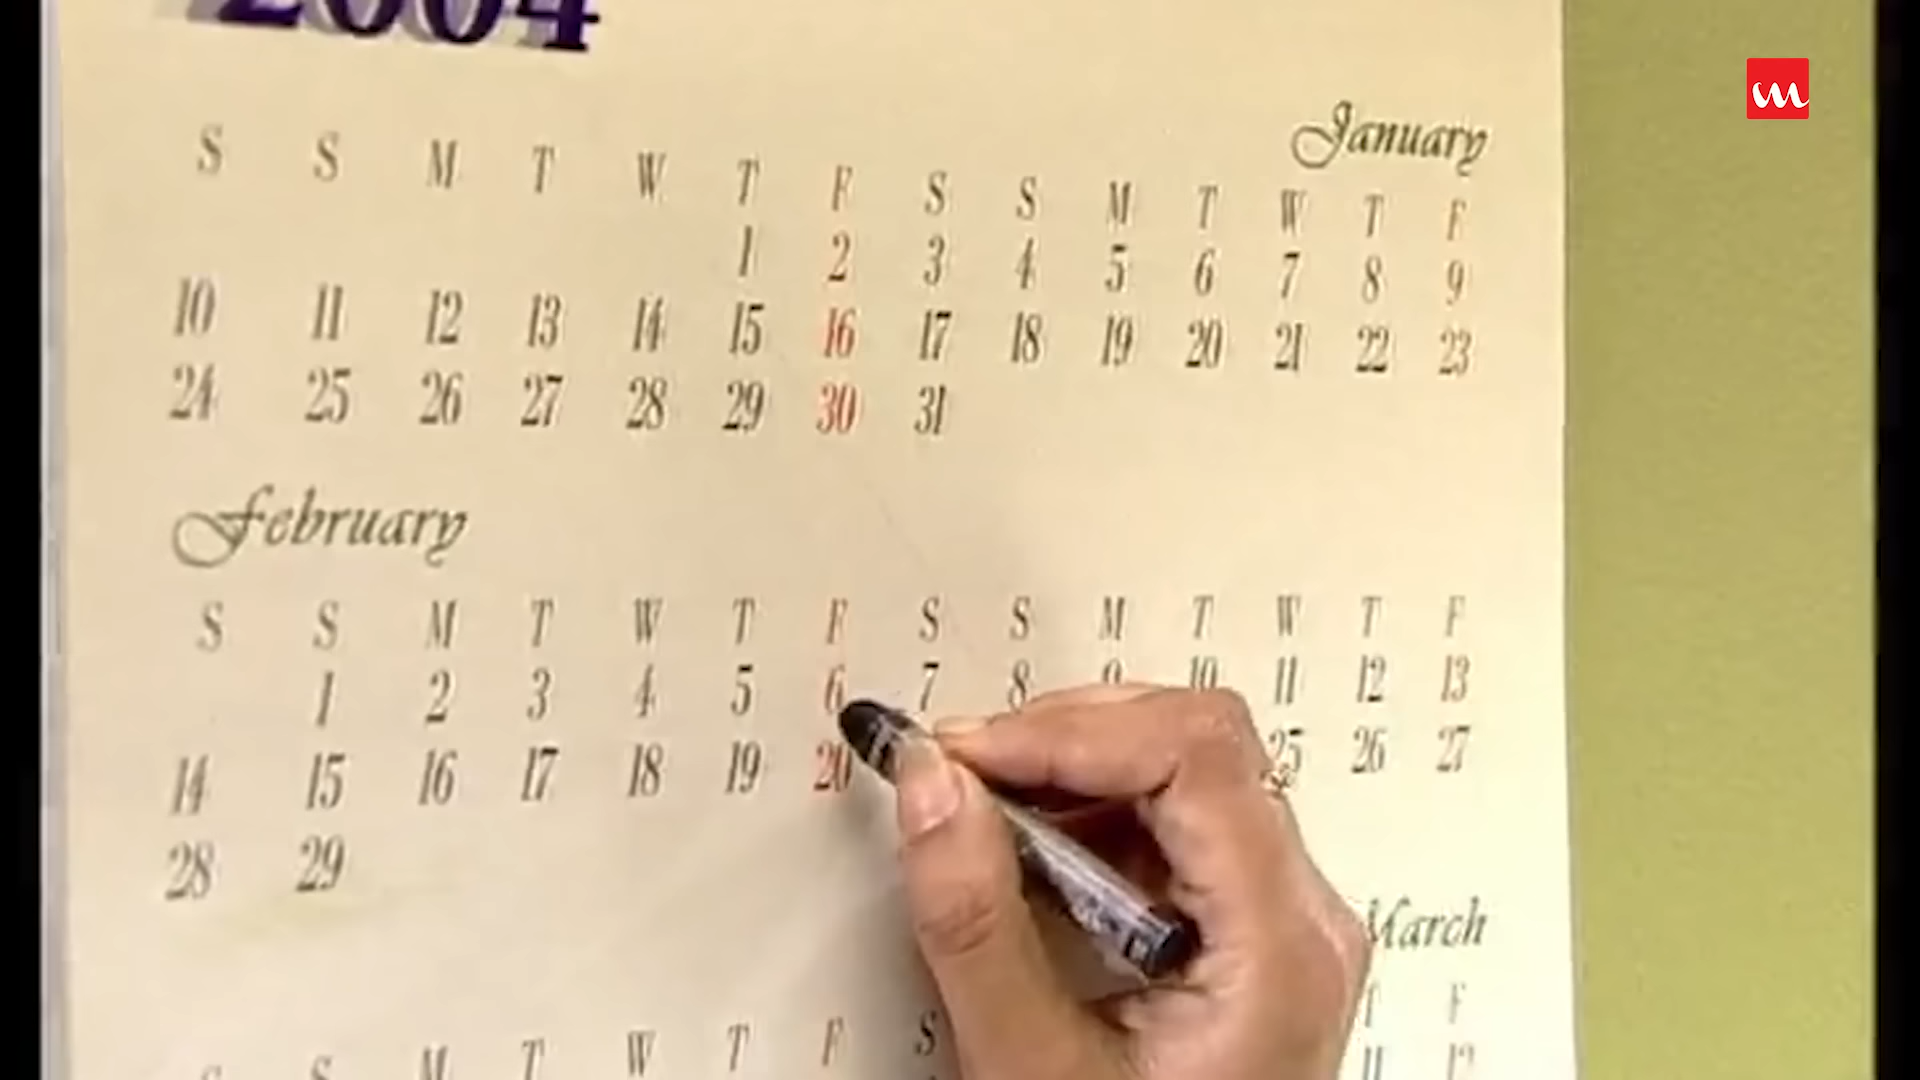 2004
January
S S M T W T F S S M T W T F
1 2 3 4 5 6 7 8 9
10 11 12 13 14 15 16 17 18 19 20 21 22 23
24 25 26 27 28 29 30 31
February
S S M T W T F S S M T W T F
1 2 3 4 5 6 7 8 9 10 11 12 13
14 15 16 17 18 19 20 25 26 27
28 29
March
S S M T W T F S T F
11 12